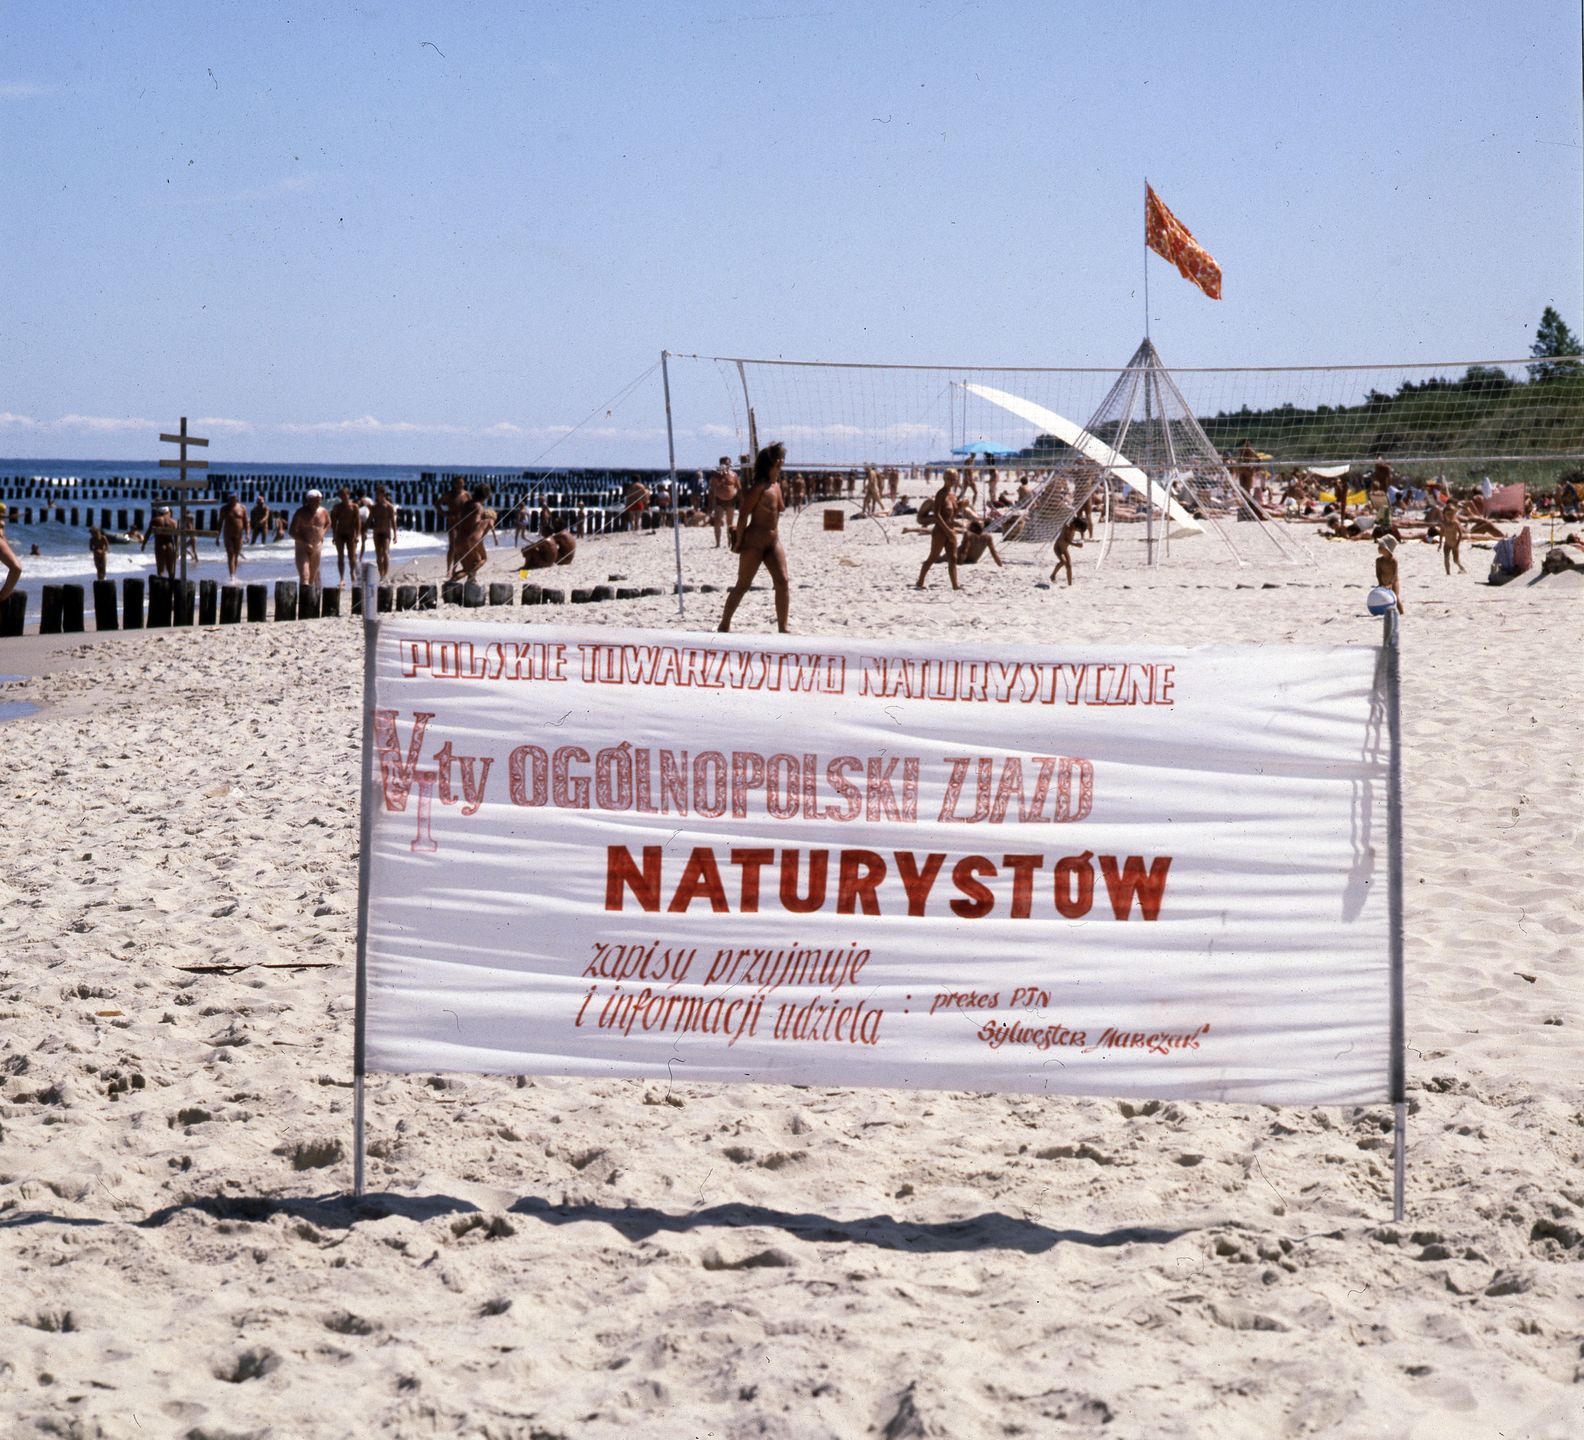 POLSKIE TOWARZYSTWO NATURYSTYCZNE
VIty OGÓLNOPOLSKI ZJAZD
NATURYSTÓW
zapisy przyjmuje
i informacji udziela : prezes PTN
Sylwester Marczak